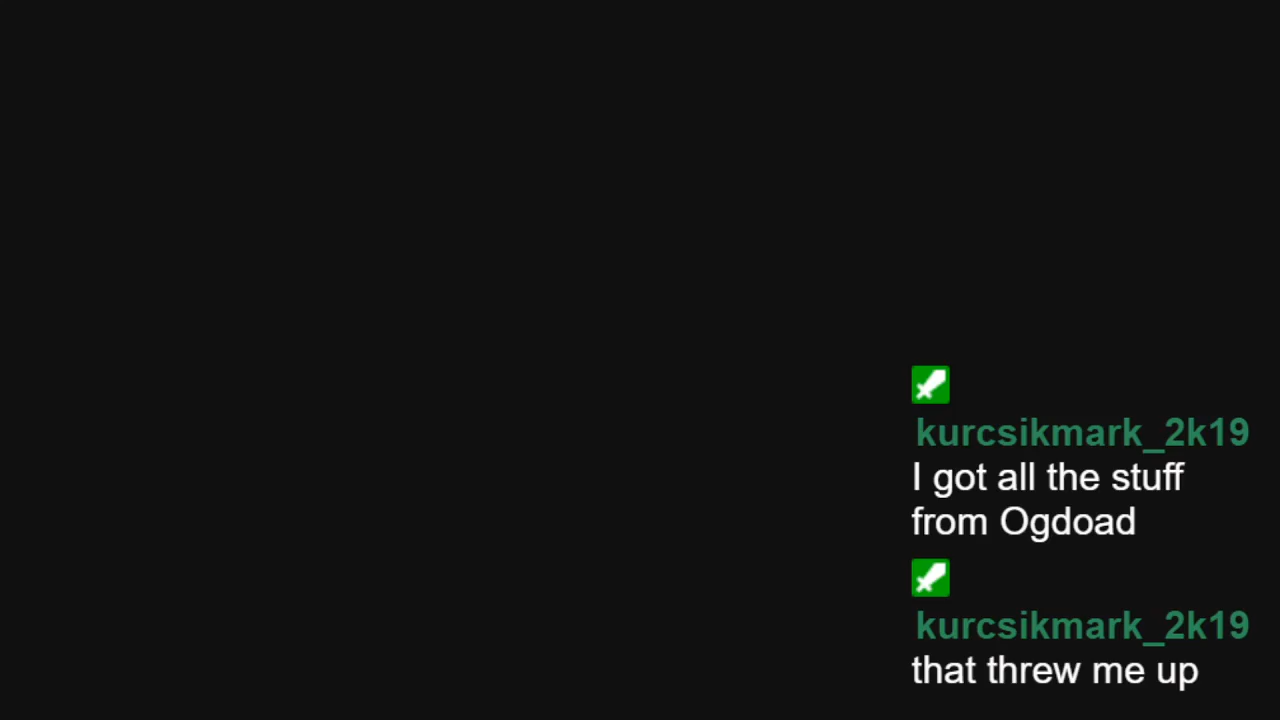 kurcsikmark_2k19
I got all the stuff
from Ogdoad
kurcsikmark_2k19
that threw me up